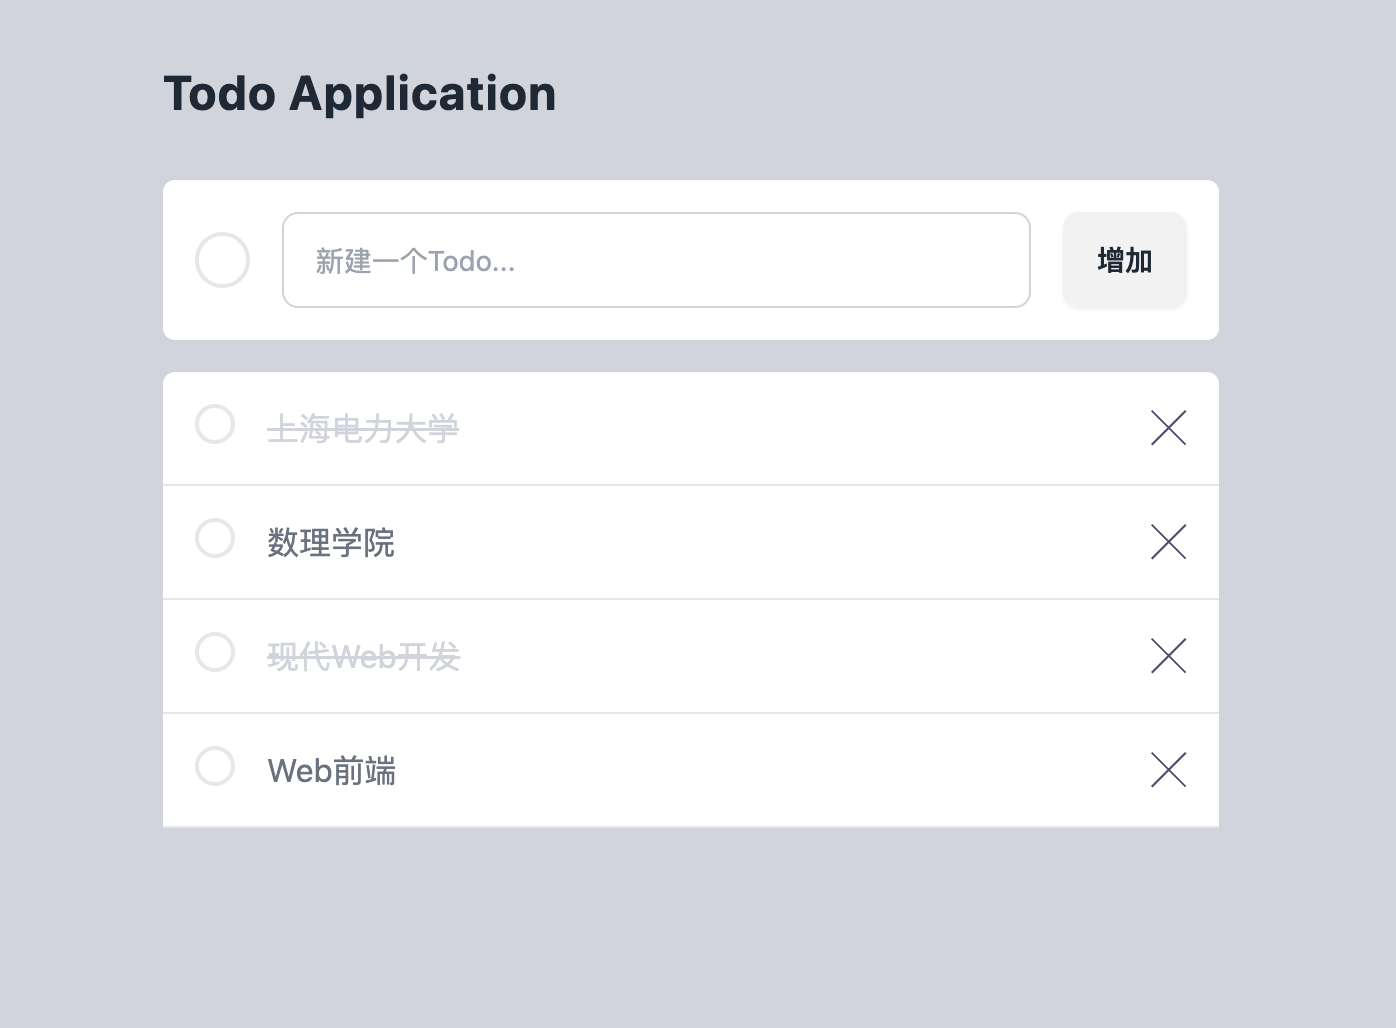 Todo Application
新建一个Todo...
增加
上海电力大学
数理学院
现代Web开发
Web前端